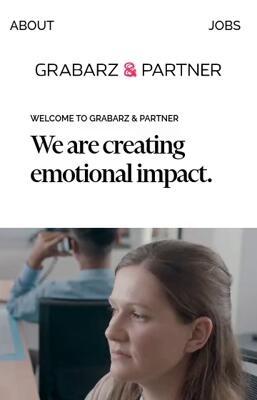 ABOUT JOBS
GRABARZ & PARTNER
WELCOME TO GRABARZ & PARTNER
We are creating
emotional impact.